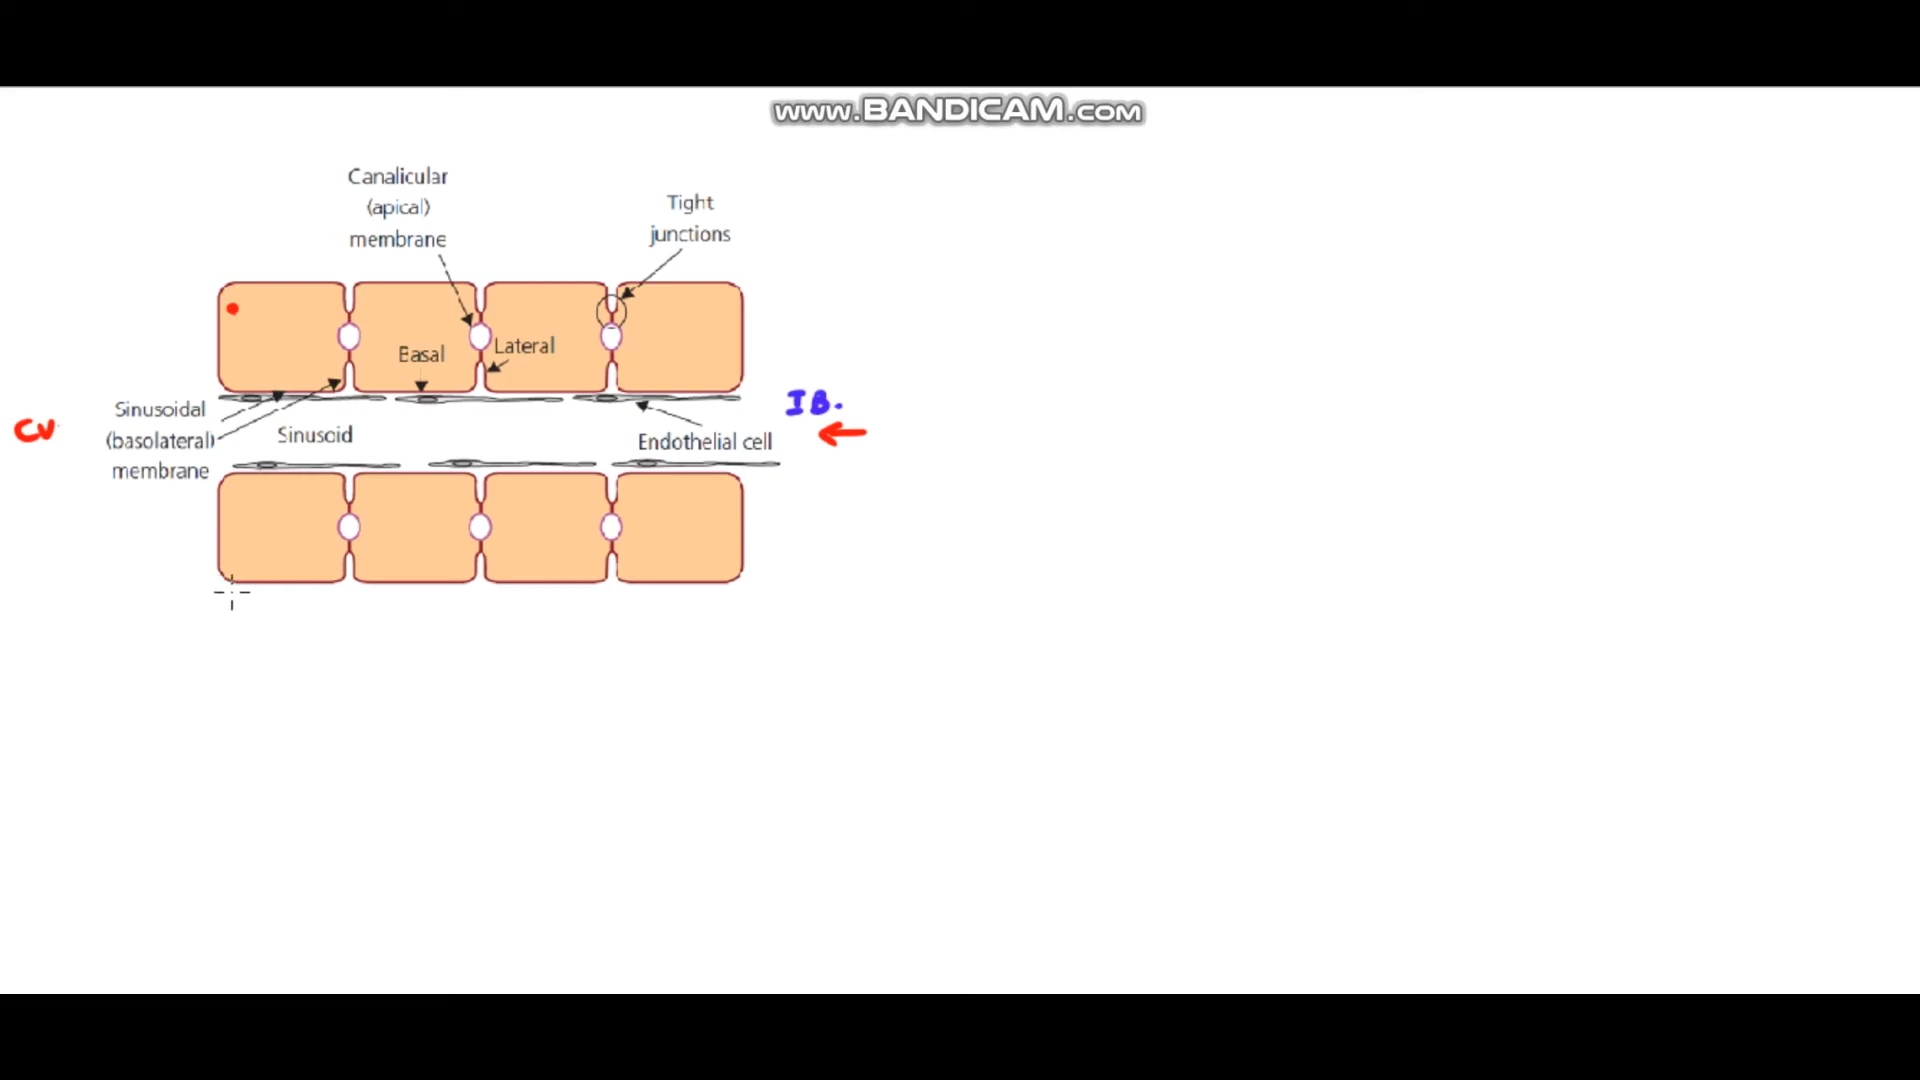 www.BANDICAM.com
Canalicular
(apical)
membrane
Tight
junctions
Basal
Lateral
Sinusoidal
(basolateral)
membrane
Sinusoid
Endothelial cell
CV
IB.